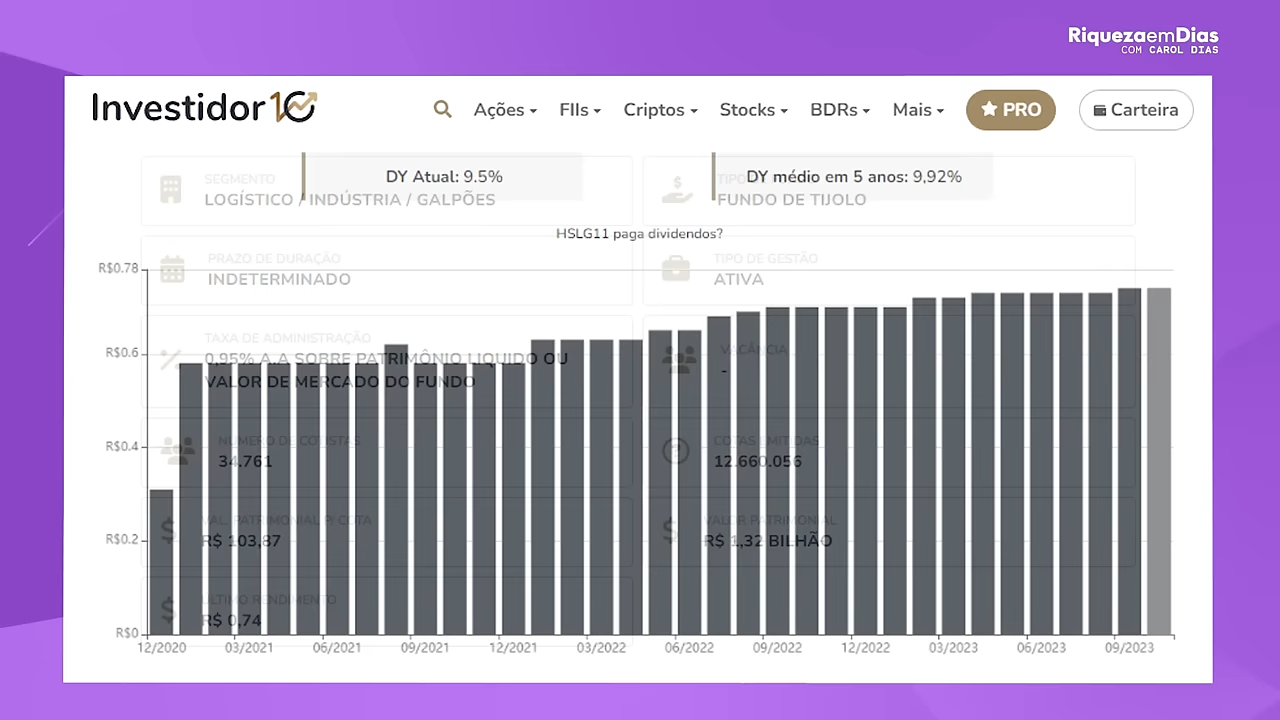 RiquezaemDias
COM CAROL DIAS
Investidor10
Ações
FIIs
Criptos
Stocks
BDRs
Mais
PRO
Carteira
DY Atual: 9.5%
DY médio em 5 anos: 9,92%
SEGMENTO
LOGÍSTICO / INDÚSTRIA / GALPÕES
FUNDO DE TIJOLO
HSLG11 paga dividendos?
PRAZO DE DURAÇÃO
INDETERMINADO
TIPO DE GESTÃO
ATIVA
TAXA DE ADMINISTRAÇÃO
0,95% A.A SOBRE PATRIMÔNIO LIQUIDO OU
VALOR DE MERCADO DO FUNDO
VACÂNCIA
-
NUMERO DE COTISTAS
34.761
COTAS EMITIDAS
12.660.056
VAL. PATRIMONIAL P/ COTA
R$ 103,87
VALOR PATRIMONIAL
R$ 1,32 BILHÃO
ÚLTIMO RENDIMENTO
R$ 0,74
R$0.78
R$0.6
R$0.4
R$0.2
R$0
12/2020
03/2021
06/2021
09/2021
12/2021
03/2022
06/2022
09/2022
12/2022
03/2023
06/2023
09/2023